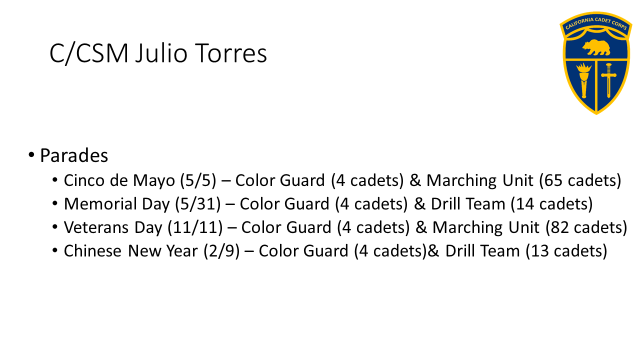 CALIFORNIA CADET CORPS
C/CSM Julio Torres
• Parades
• Cinco de Mayo (5/5) – Color Guard (4 cadets) & Marching Unit (65 cadets)
• Memorial Day (5/31) – Color Guard (4 cadets) & Drill Team (14 cadets)
• Veterans Day (11/11) – Color Guard (4 cadets) & Marching Unit (82 cadets)
• Chinese New Year (2/9) – Color Guard (4 cadets)& Drill Team (13 cadets)